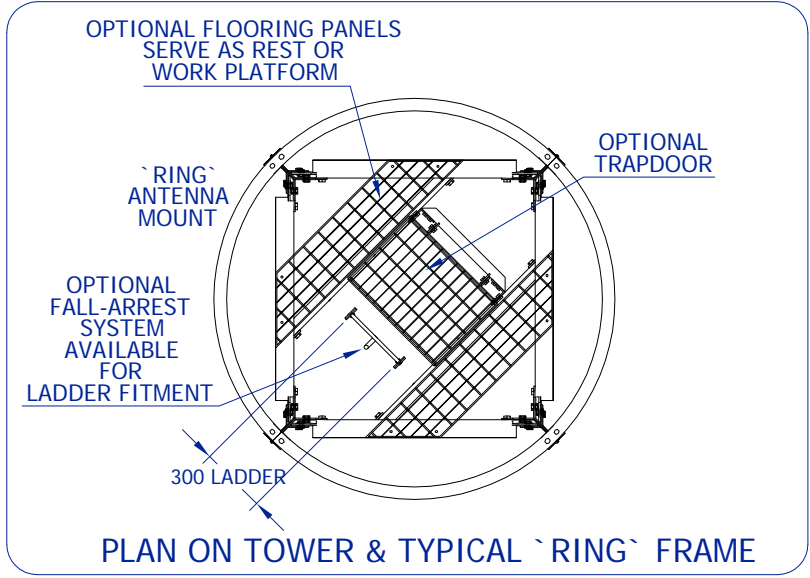 OPTIONAL FLOORING PANELS
SERVE AS REST OR
WORK PLATFORM
OPTIONAL
TRAPDOOR
`RING`
ANTENNA
MOUNT
OPTIONAL
FALL-ARREST
SYSTEM
AVAILABLE
FOR
LADDER FITMENT
300 LADDER
PLAN ON TOWER & TYPICAL `RING` FRAME